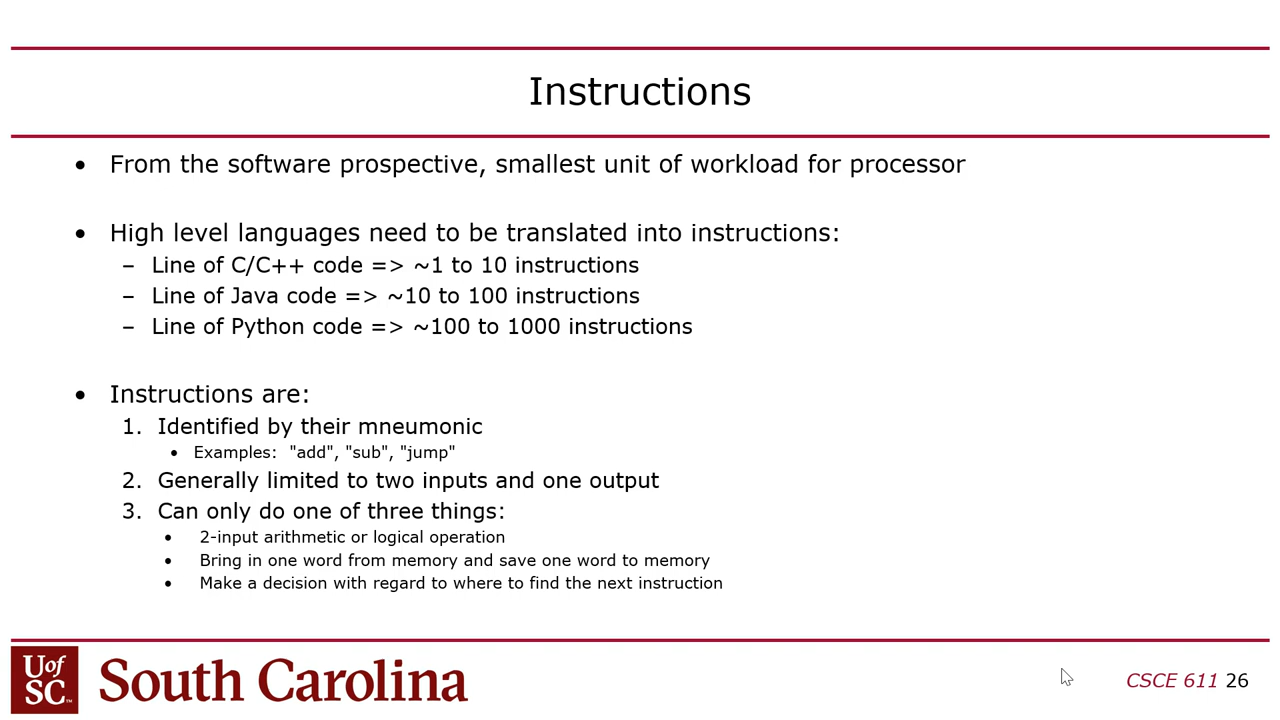 Instructions
• From the software prospective, smallest unit of workload for processor
• High level languages need to be translated into instructions:
– Line of C/C++ code => ~1 to 10 instructions
– Line of Java code => ~10 to 100 instructions
– Line of Python code => ~100 to 1000 instructions
• Instructions are:
1. Identified by their mneumonic
• Examples: "add", "sub", "jump"
2. Generally limited to two inputs and one output
3. Can only do one of three things:
• 2-input arithmetic or logical operation
• Bring in one word from memory and save one word to memory
• Make a decision with regard to where to find the next instruction
U of
SC™
South Carolina
CSCE 611 26